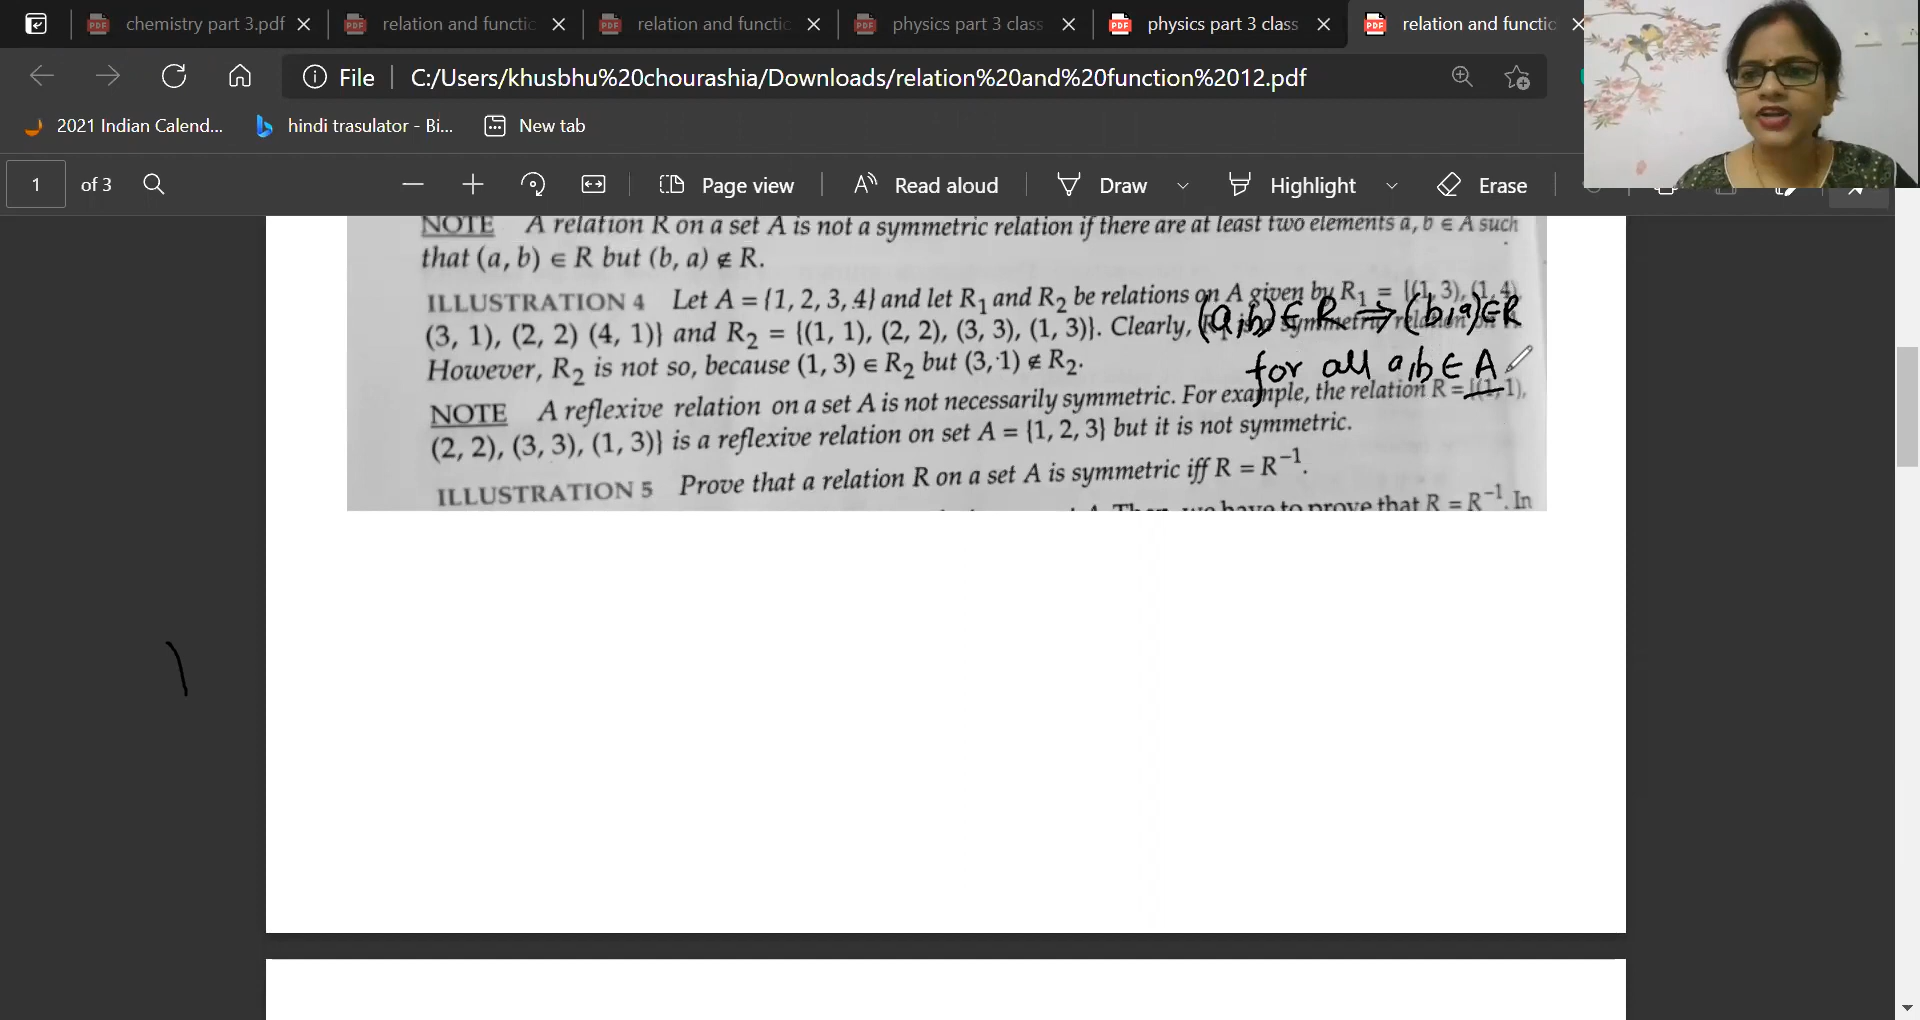 chemistry part 3.pdf
relation and functic
relation and functic
physics part 3 class
physics part 3 class
relation and functic
File
C:/Users/khusbhu%20chourashia/Downloads/relation%20and%20function%2012.pdf
2021 Indian Calend...
hindi trasulator - Bi...
New tab
1 of 3
Page view
Read aloud
Draw
Highlight
Erase
NOTE A relation R on a set A is not a symmetric relation if there are at least two elements a, b ∈ A such
that (a, b) ∈ R but (b, a) ∉ R.
ILLUSTRATION 4 Let A = {1, 2, 3, 4} and let R₁ and R₂ be relations on A given by R₁ = {(1, 3), (1, 4),
(3, 1), (2, 2) (4, 1)} and R₂ = {(1, 1), (2, 2), (3, 3), (1, 3)}. Clearly, R₁ is a symmetric relation on A
(a,b) ∈ R ⇒ (b,a) ∈ R
However, R₂ is not so, because (1, 3) ∈ R₂ but (3, 1) ∉ R₂.
for all a,b ∈ A
NOTE A reflexive relation on a set A is not necessarily symmetric. For example, the relation R = {(1, 1),
(2, 2), (3, 3), (1, 3)} is a reflexive relation on set A = {1, 2, 3} but it is not symmetric.
ILLUSTRATION 5 Prove that a relation R on a set A is symmetric iff R = R⁻¹.
A. Then, we have to prove that R = R⁻¹. In